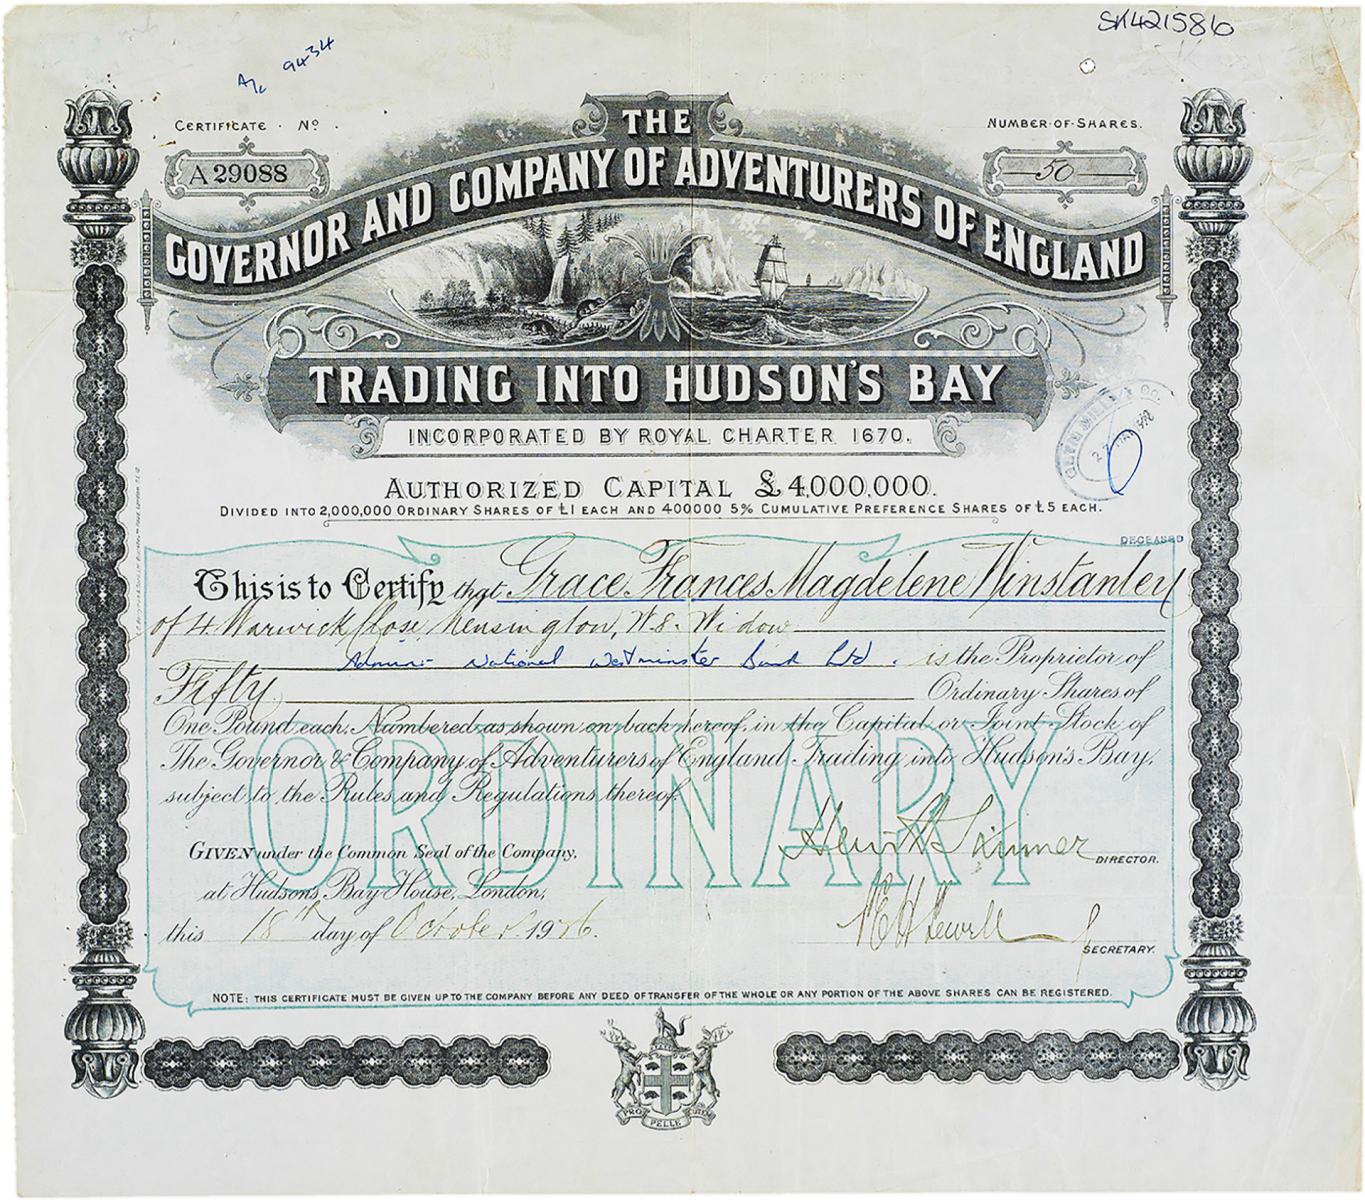 A/c 9434
SK421586
CERTIFICATE Nº
A 29088
NUMBER OF SHARES.
50
THE
GOVERNOR AND COMPANY OF ADVENTURERS OF ENGLAND
TRADING INTO HUDSON'S BAY
INCORPORATED BY ROYAL CHARTER 1670.
AUTHORIZED CAPITAL £4,000,000.
DIVIDED INTO 2,000,000 ORDINARY SHARES OF £1 EACH AND 400000 5% CUMULATIVE PREFERENCE SHARES OF £5 EACH.
DECEASED
This is to Certify that Grace Frances Magdelene Winstanley
of 4 Warwick Close Kensington, W.8. Widow
National Westminster Bank Ltd. is the Proprietor of
Fifty Ordinary Shares of
One Pound each, Numbered as shown on back hereof, in the Capital or Joint Stock of
The Governor & Company of Adventurers of England Trading into Hudson's Bay,
subject to the Rules and Regulations thereof.
ORDINARY
GIVEN under the Common Seal of the Company,
at Hudson's Bay House, London,
this 18th day of October 1926.
DIRECTOR.
SECRETARY.
NOTE: THIS CERTIFICATE MUST BE GIVEN UP TO THE COMPANY BEFORE ANY DEED OF TRANSFER OF THE WHOLE OR ANY PORTION OF THE ABOVE SHARES CAN BE REGISTERED.
PRO PELLE CUTEM